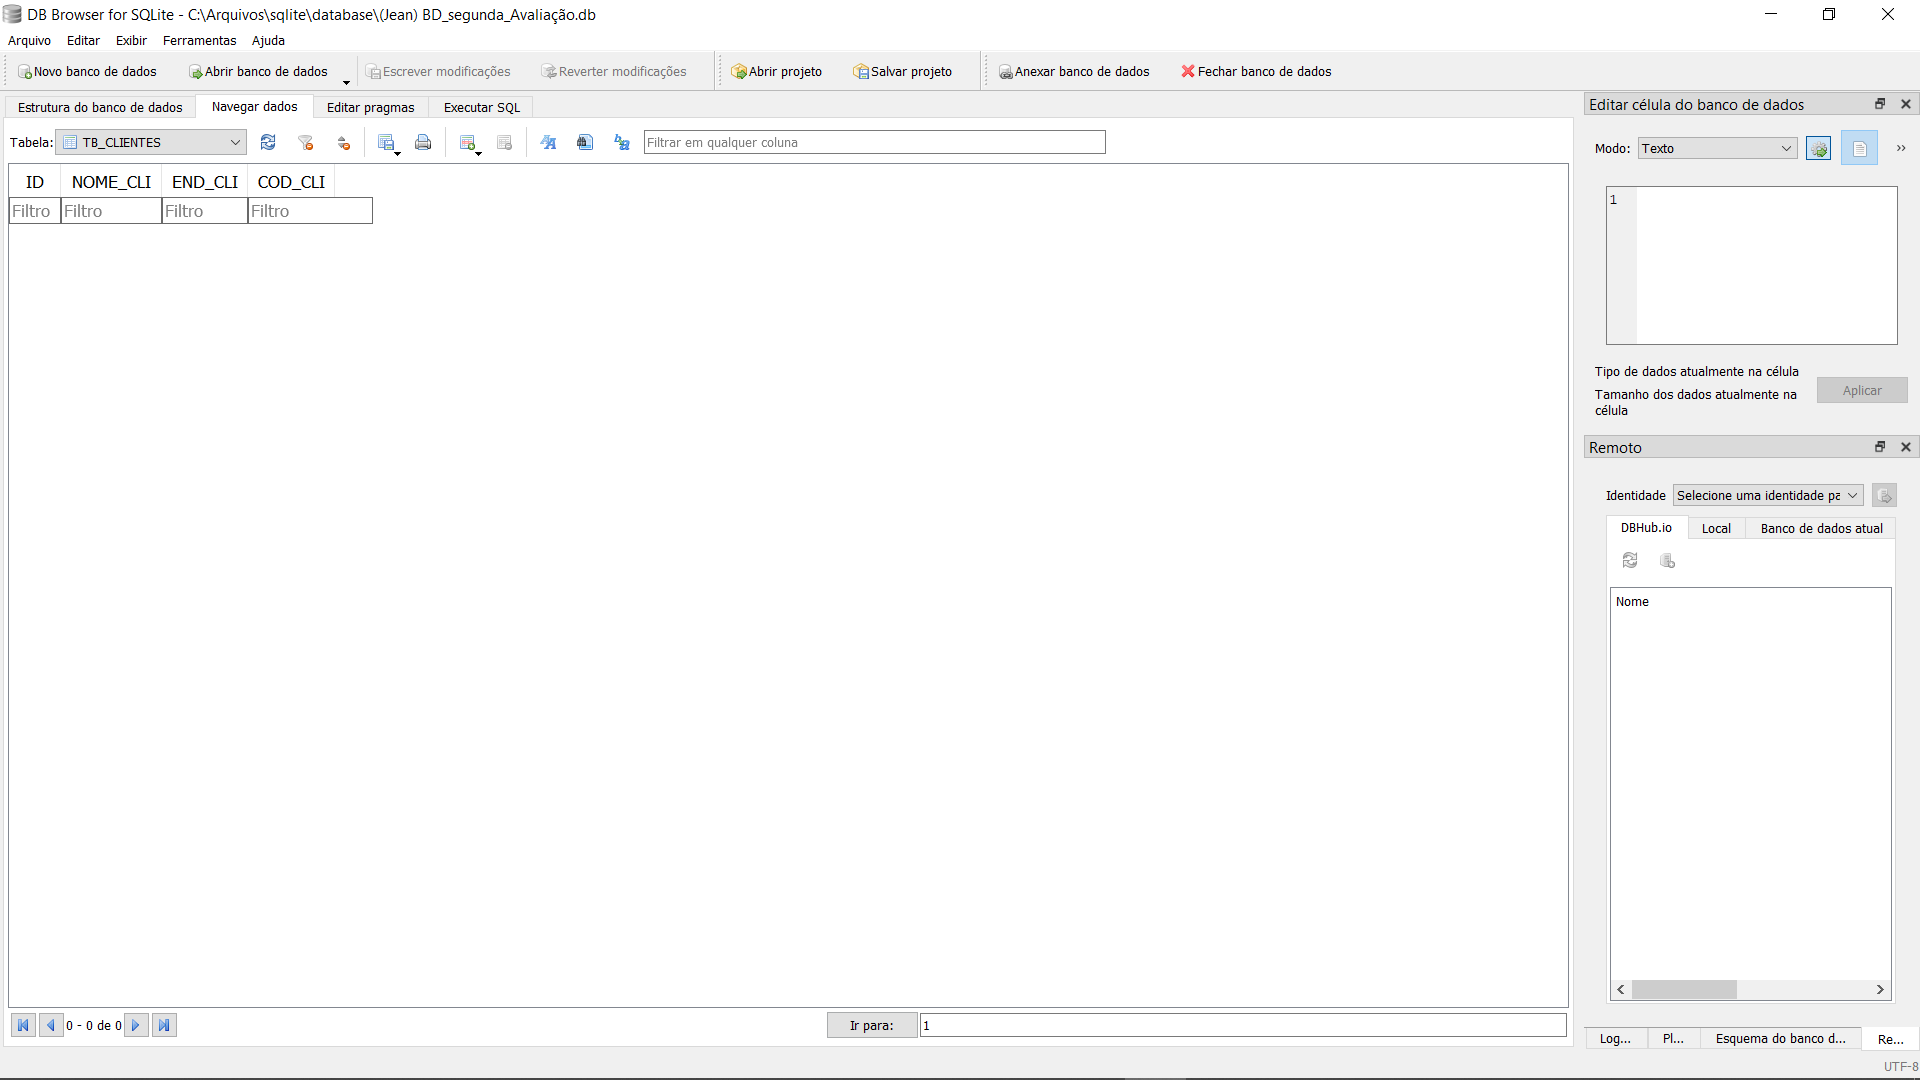 DB Browser for SQLite - C:\Arquivos\sqlite\database\(Jean) BD_segunda_Avaliação.db
Arquivo Editar Exibir Ferramentas Ajuda
Novo banco de dados Abrir banco de dados Escrever modificações Reverter modificações Abrir projeto Salvar projeto Anexar banco de dados Fechar banco de dados
Estrutura do banco de dados Navegar dados Editar pragmas Executar SQL
Tabela: TB_CLIENTES Filtrar em qualquer coluna
ID NOME_CLI END_CLI COD_CLI
Filtro Filtro Filtro Filtro
0 - 0 de 0 Ir para: 1
Editar célula do banco de dados
Modo: Texto
1
Tipo de dados atualmente na célula
Tamanho dos dados atualmente na
célula
Aplicar
Remoto
Identidade Selecione uma identidade pa
DBHub.io Local Banco de dados atual
Nome
Log... Pl... Esquema do banco d... Re...
UTF-8